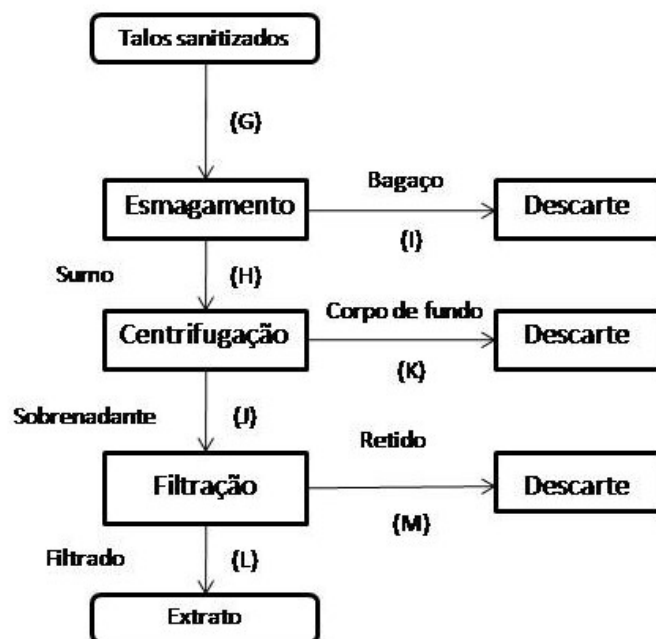 Talos sanitizados
(G)
Bagaço
Esmagamento
Descarte
(I)
Sumo
(H)
Corpo de fundo
Centrifugação
Descarte
(K)
Sobrenadante
(J)
Retido
Filtração
Descarte
(M)
Filtrado
(L)
Extrato